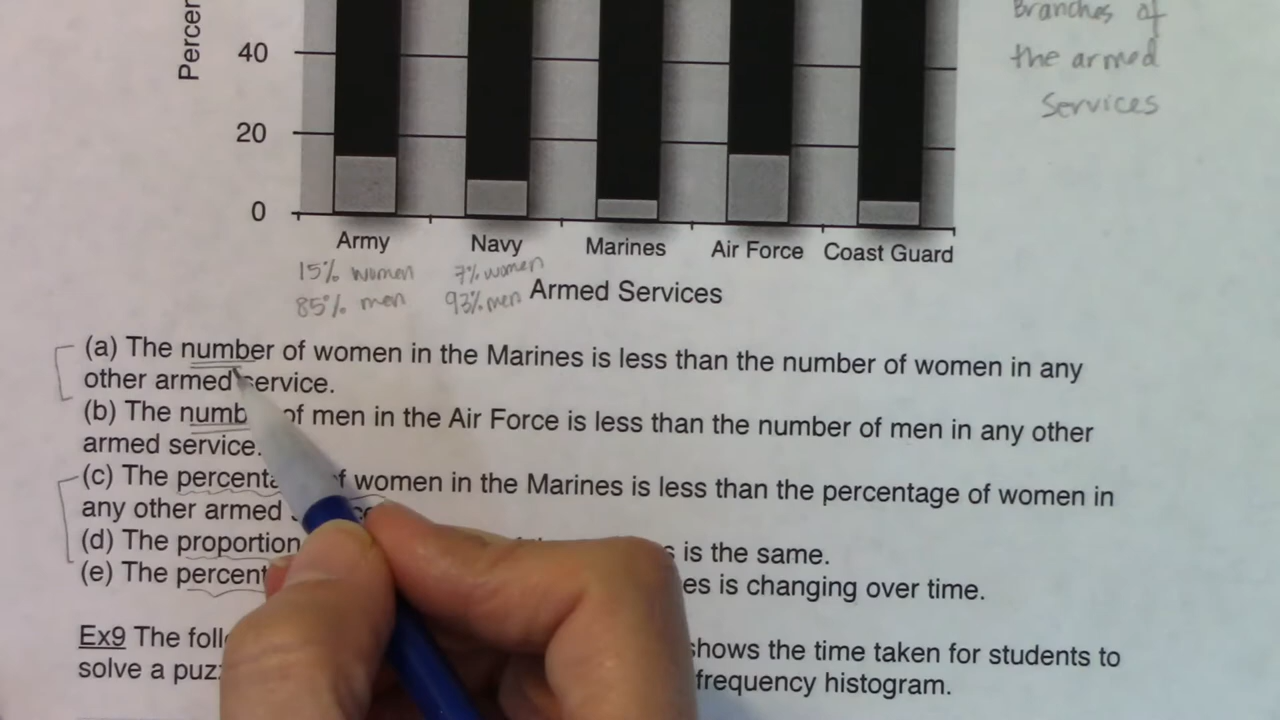 Branches of
the armed
Services
Percen
40
20
0
Army Navy Marines Air Force Coast Guard
15% women 7% women
85% men 93% men
Armed Services
(a) The number of women in the Marines is less than the number of women in any
other armed service.
(b) The numb of men in the Air Force is less than the number of men in any other
armed service.
(c) The percenta f women in the Marines is less than the percentage of women in
any other armed
(d) The proportion s is the same.
(e) The percent es is changing over time.
Ex9 The foll shows the time taken for students to
solve a puz frequency histogram.